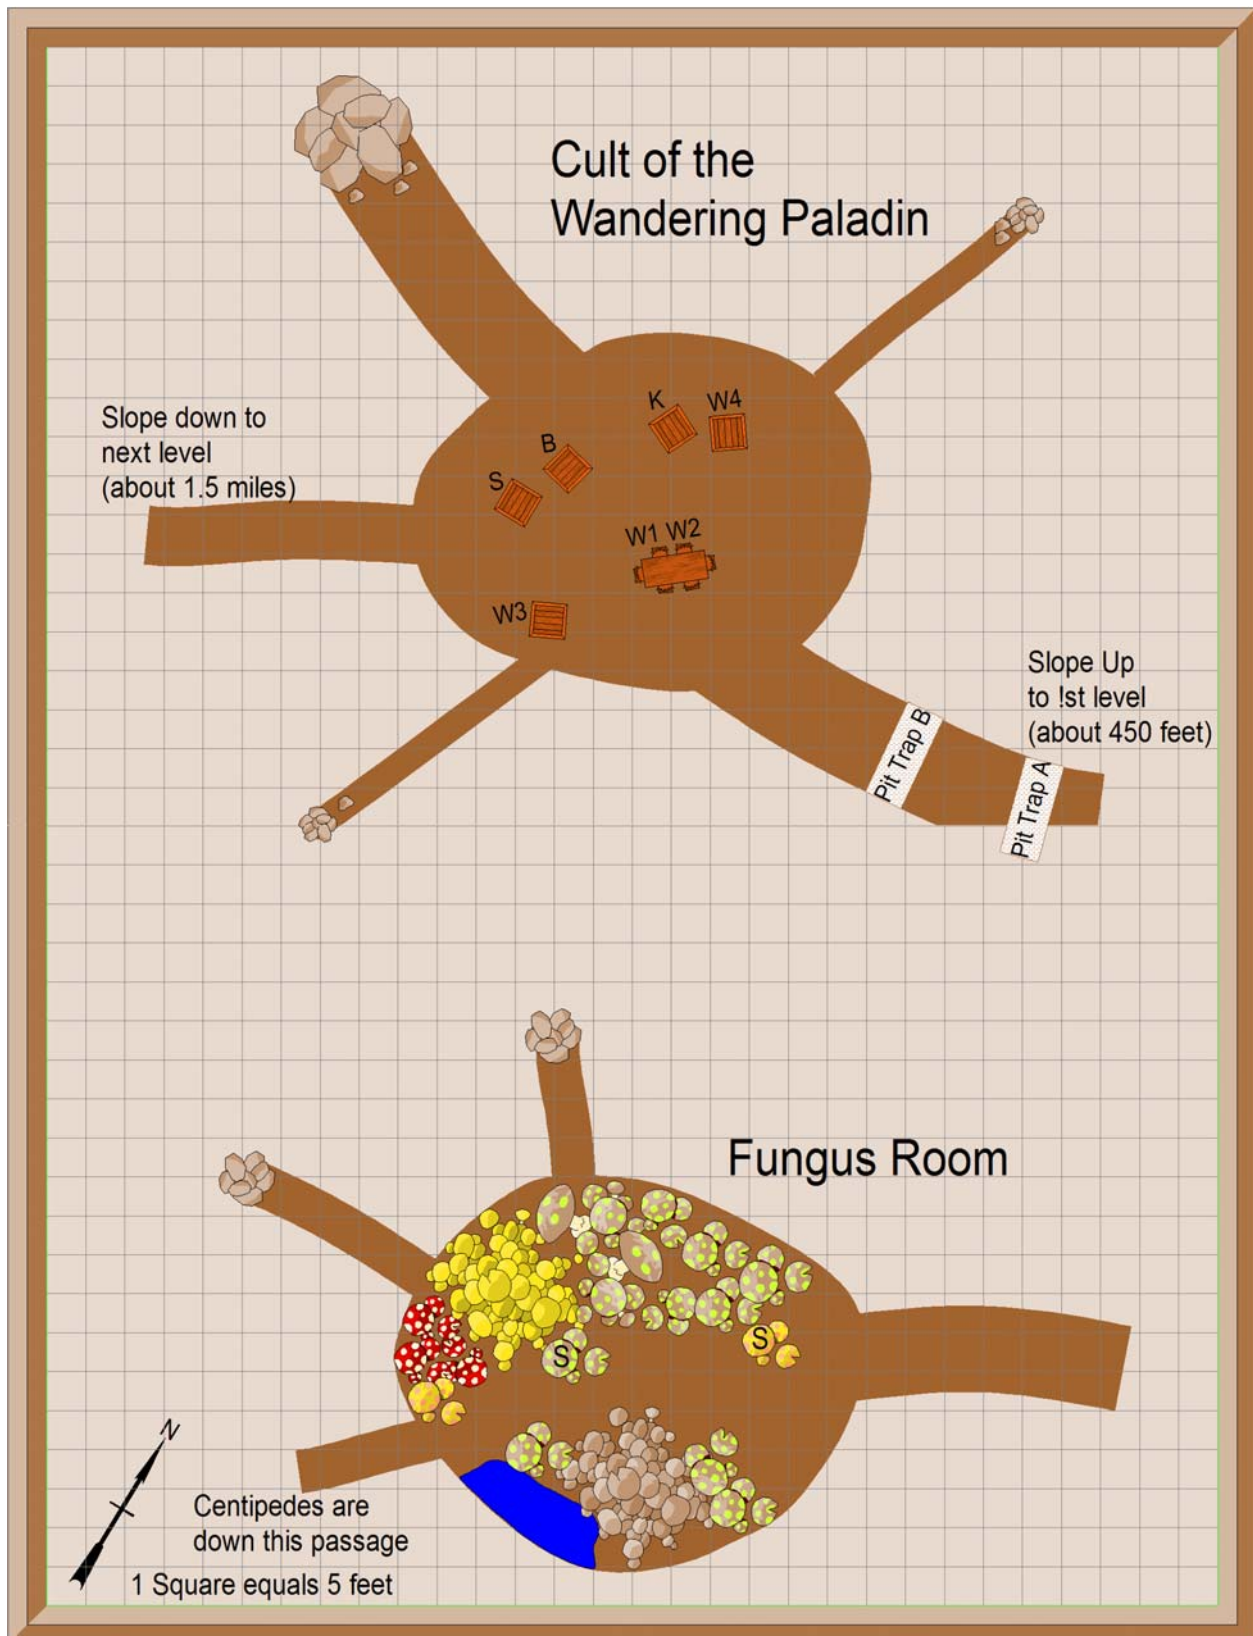 Cult of the
Wandering Paladin
Slope down to
next level
(about 1.5 miles)
K
W4
B
S
W1 W2
W3
Slope Up
to !st level
(about 450 feet)
Pit Trap B
Pit Trap A
Fungus Room
S
S
N
Centipedes are
down this passage
1 Square equals 5 feet